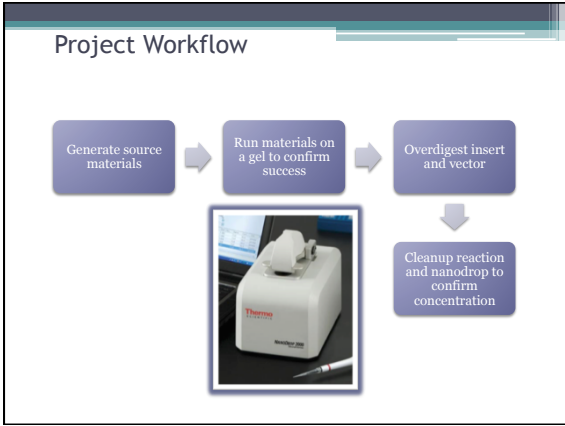 Project Workflow
Generate source
materials
Run materials on
a gel to confirm
success
Overdigest insert
and vector
Cleanup reaction
and nanodrop to
confirm
concentration
Thermo
SCIENTIFIC